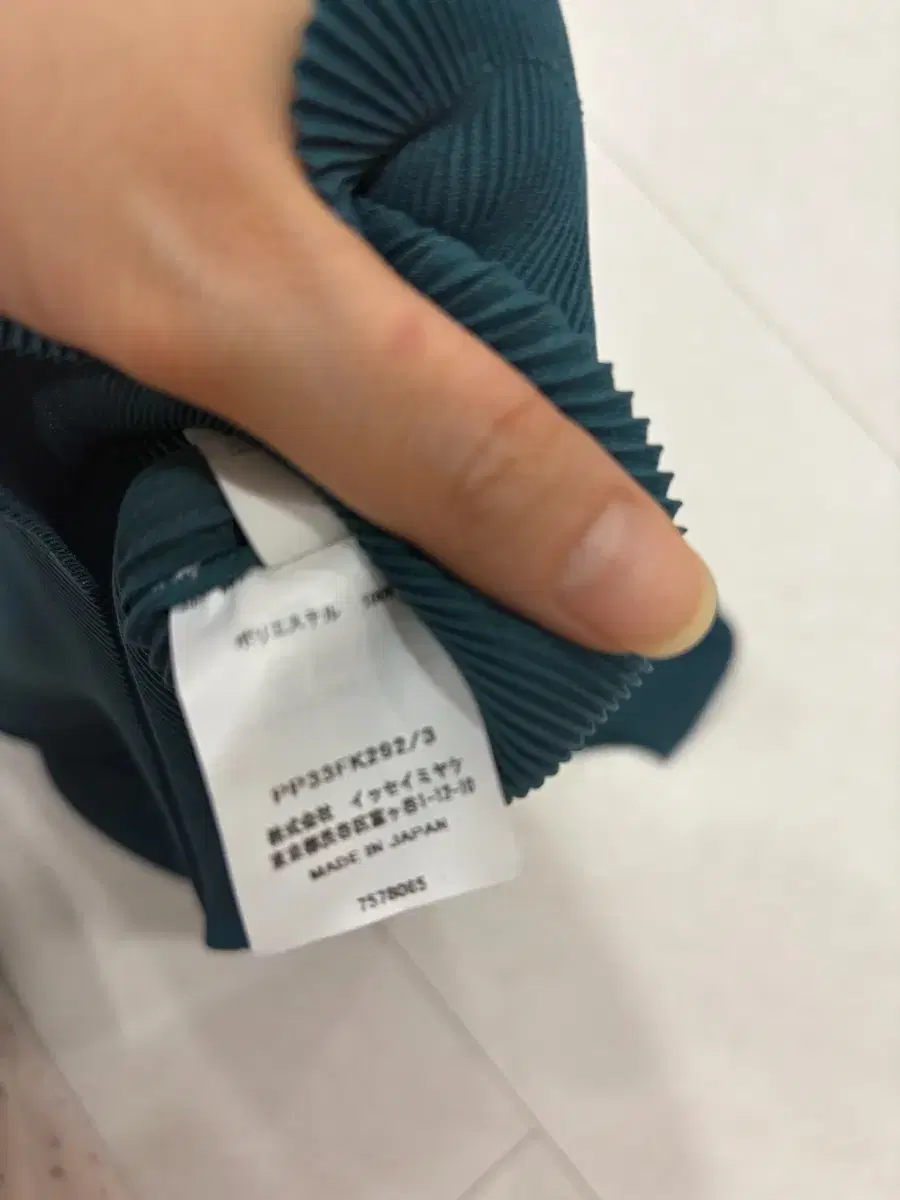 ポリエステル 100%
PP33FK292/3
株式会社 イッセイミヤケ
東京都渋谷区富ヶ谷1-12-10
MADE IN JAPAN
7578065